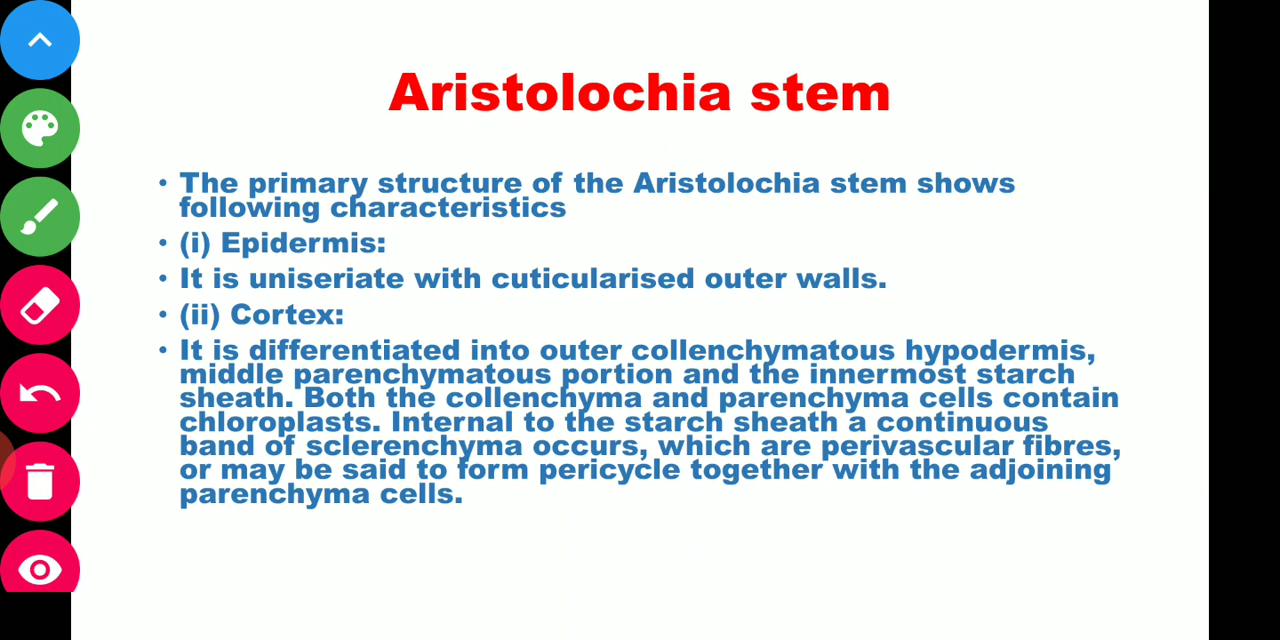 Aristolochia stem
• The primary structure of the Aristolochia stem shows
following characteristics
• (i) Epidermis:
• It is uniseriate with cuticularised outer walls.
• (ii) Cortex:
• It is differentiated into outer collenchymatous hypodermis,
middle parenchymatous portion and the innermost starch
sheath. Both the collenchyma and parenchyma cells contain
chloroplasts. Internal to the starch sheath a continuous
band of sclerenchyma occurs, which are perivascular fibres,
or may be said to form pericycle together with the adjoining
parenchyma cells.